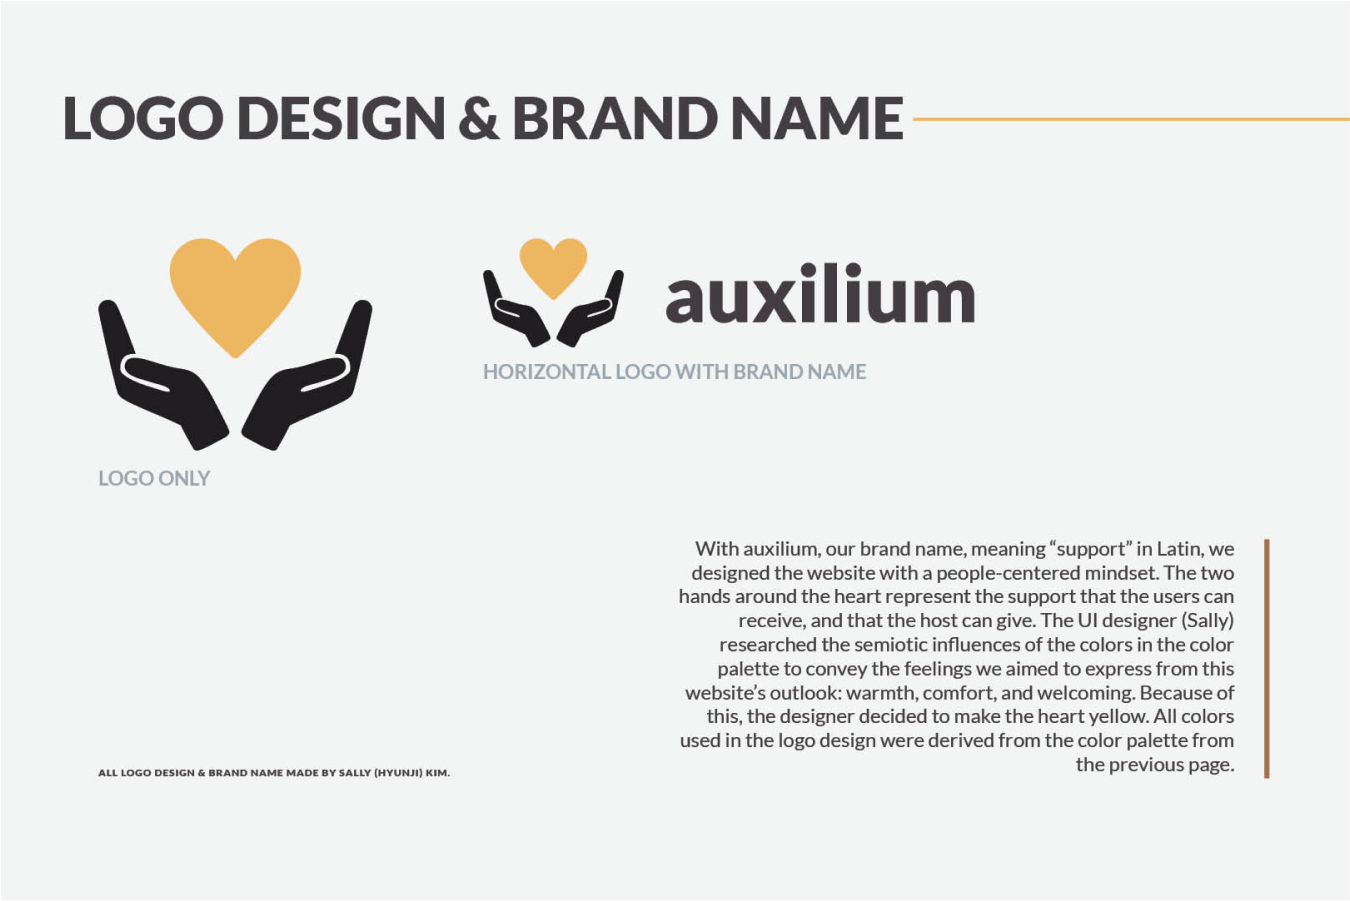 LOGO DESIGN & BRAND NAME
auxilium
HORIZONTAL LOGO WITH BRAND NAME
LOGO ONLY
With auxilium, our brand name, meaning “support” in Latin, we
designed the website with a people-centered mindset. The two
hands around the heart represent the support that the users can
receive, and that the host can give. The UI designer (Sally)
researched the semiotic influences of the colors in the color
palette to convey the feelings we aimed to express from this
website’s outlook: warmth, comfort, and welcoming. Because of
this, the designer decided to make the heart yellow. All colors
used in the logo design were derived from the color palette from
the previous page.
ALL LOGO DESIGN & BRAND NAME MADE BY SALLY (HYUNJI) KIM.